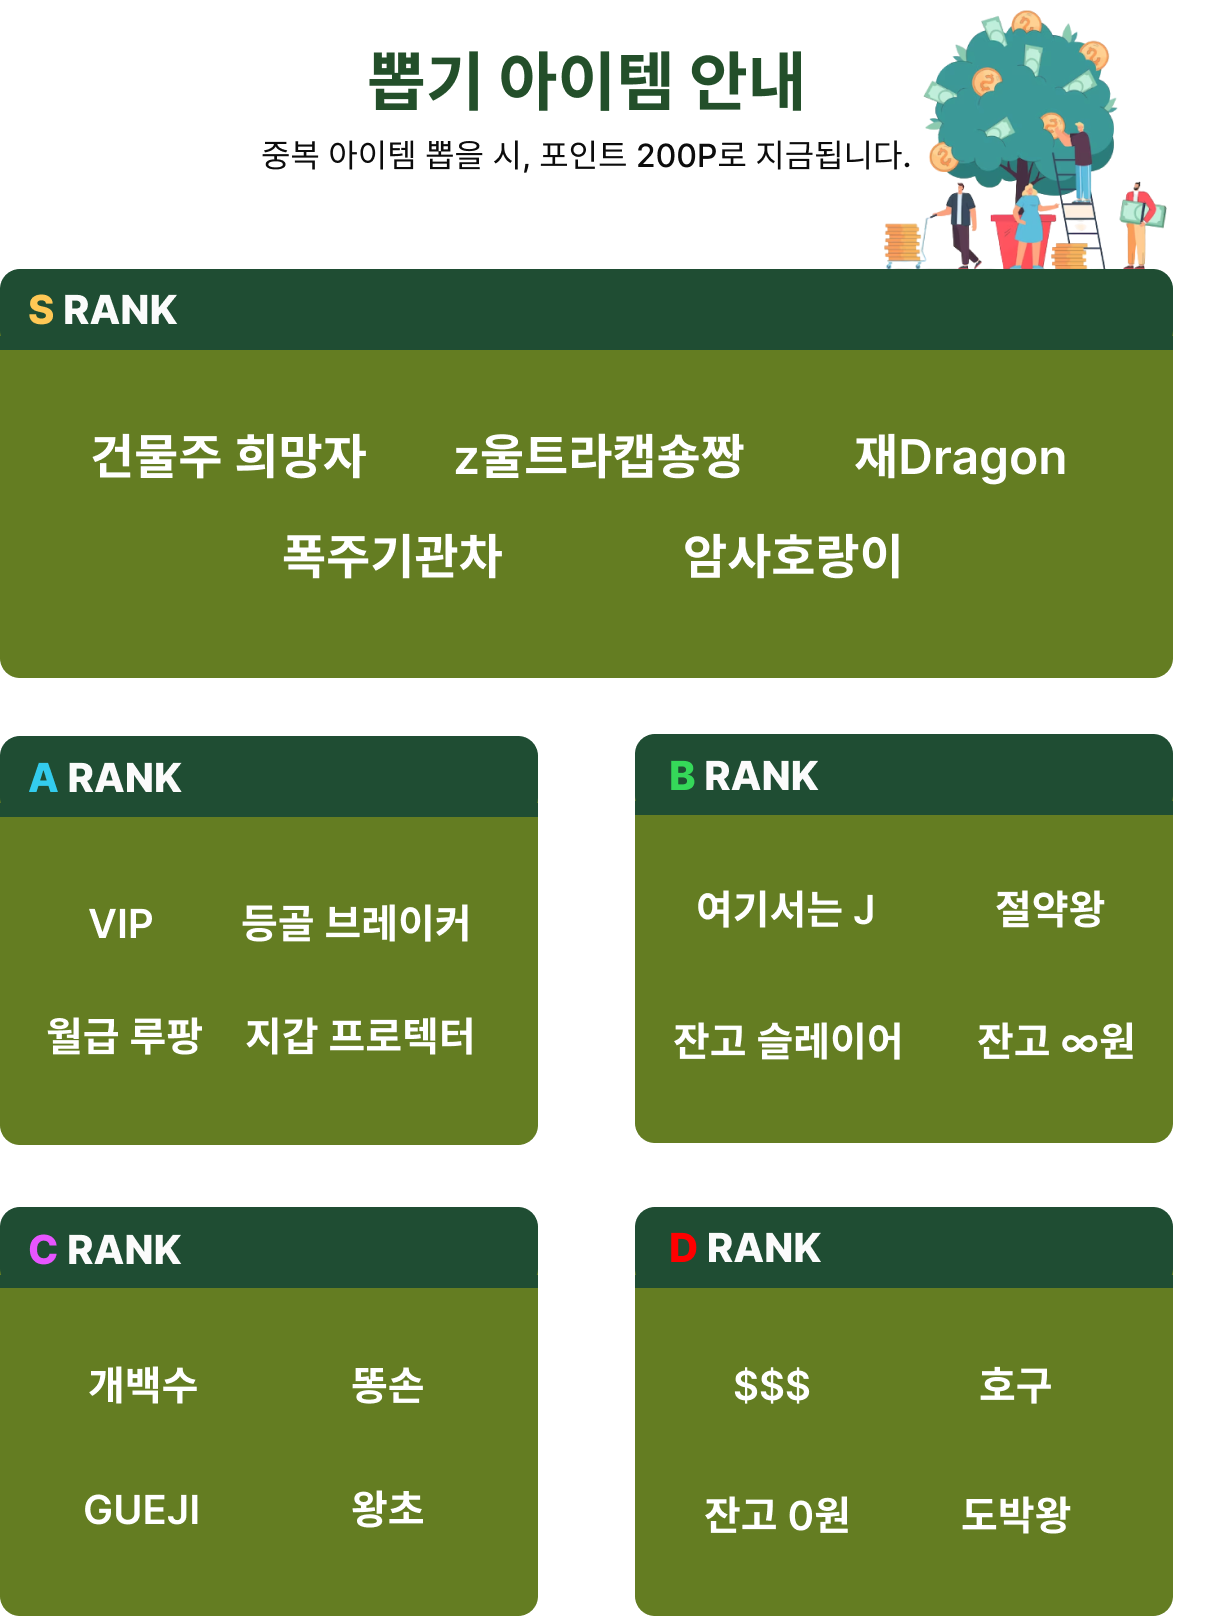 뽑기 아이템 안내
중복 아이템 뽑을 시, 포인트 200P로 지급됩니다.
S RANK
건물주 희망자 z울트라캡숑짱 재Dragon
폭주기관차 암사호랑이
A RANK
VIP 등골 브레이커
월급 루팡 지갑 프로텍터
B RANK
여기서는 J 절약왕
잔고 슬레이어 잔고 ∞원
C RANK
개백수 똥손
GUEJI 왕초
D RANK
$$$ 호구
잔고 0원 도박왕